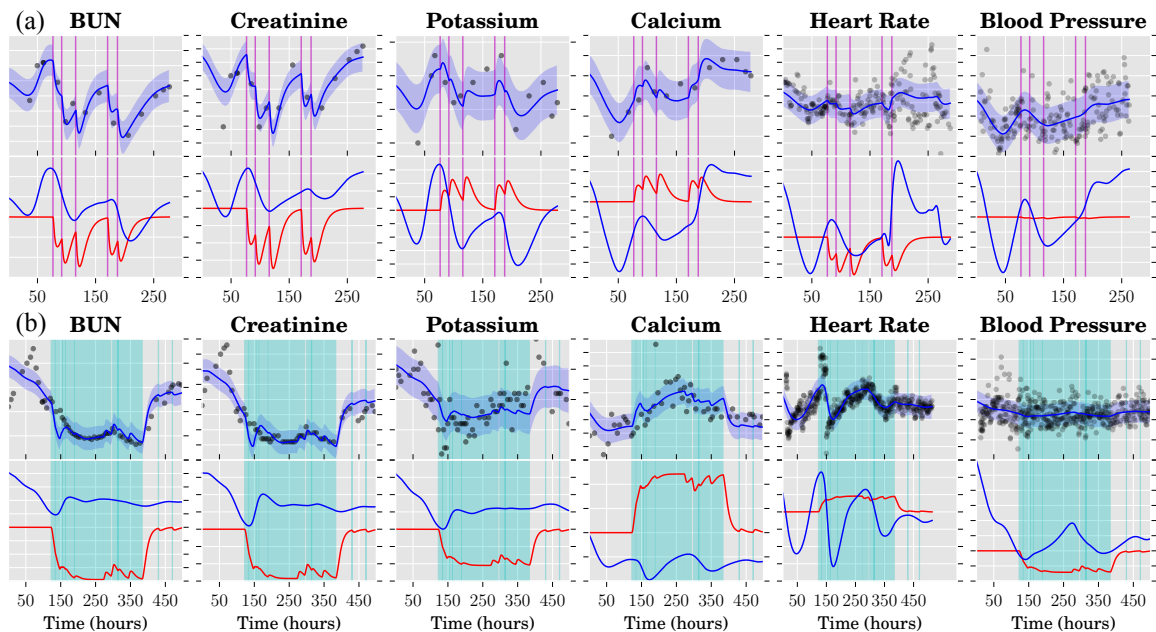 (a) BUN Creatinine Potassium Calcium Heart Rate Blood Pressure
50 150 250 50 150 250 50 150 250 50 150 250 50 150 250 50 150 250
(b) BUN Creatinine Potassium Calcium Heart Rate Blood Pressure
50 150 250 350 450 50 150 250 350 450 50 150 250 350 450 50 150 250 350 450 50 150 250 350 450 50 150 250 350 450
Time (hours) Time (hours) Time (hours) Time (hours) Time (hours) Time (hours)